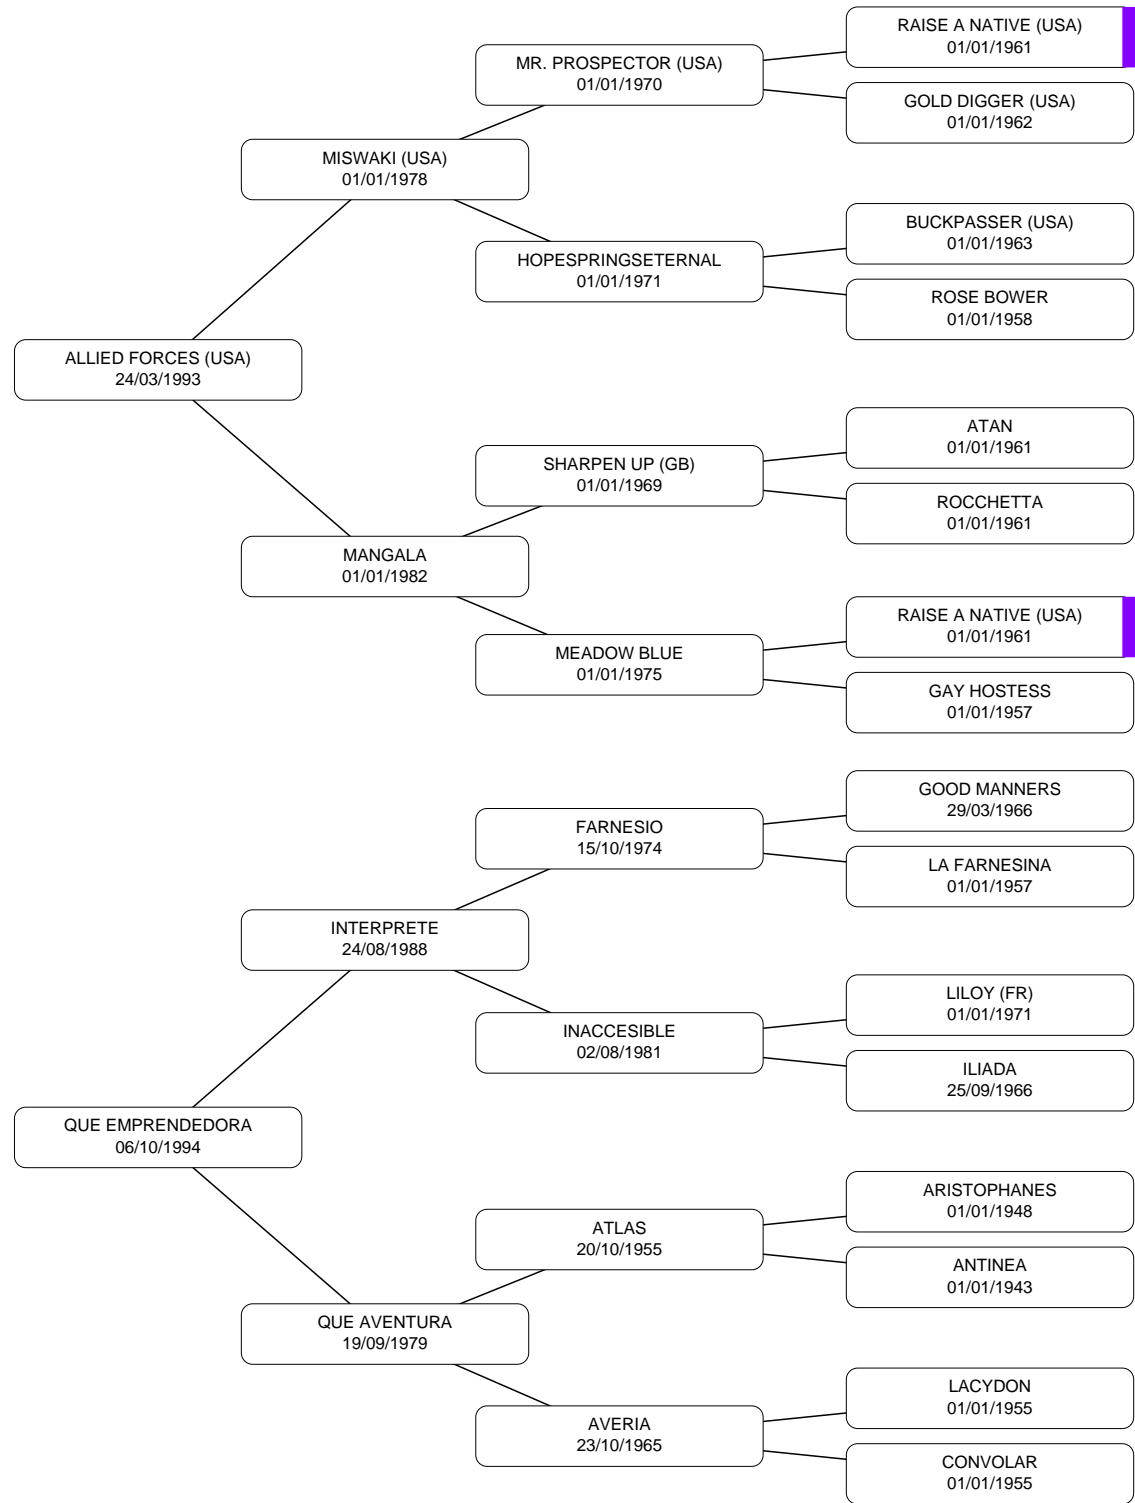 RAISE A NATIVE (USA)
01/01/1961
MR. PROSPECTOR (USA)
01/01/1970
GOLD DIGGER (USA)
01/01/1962
MISWAKI (USA)
01/01/1978
BUCKPASSER (USA)
01/01/1963
HOPESPRINGSETERNAL
01/01/1971
ROSE BOWER
01/01/1958
ALLIED FORCES (USA)
24/03/1993
ATAN
01/01/1961
SHARPEN UP (GB)
01/01/1969
ROCCHETTA
01/01/1961
MANGALA
01/01/1982
RAISE A NATIVE (USA)
01/01/1961
MEADOW BLUE
01/01/1975
GAY HOSTESS
01/01/1957
GOOD MANNERS
29/03/1966
FARNESIO
15/10/1974
LA FARNESINA
01/01/1957
INTERPRETE
24/08/1988
LILOY (FR)
01/01/1971
INACCESIBLE
02/08/1981
ILIADA
25/09/1966
QUE EMPRENDEDORA
06/10/1994
ARISTOPHANES
01/01/1948
ATLAS
20/10/1955
ANTINEA
01/01/1943
QUE AVENTURA
19/09/1979
LACYDON
01/01/1955
AVERIA
23/10/1965
CONVOLAR
01/01/1955